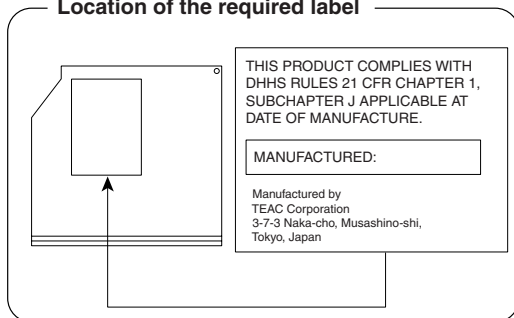 Location of the required label
THIS PRODUCT COMPLIES WITH
DHHS RULES 21 CFR CHAPTER 1,
SUBCHAPTER J APPLICABLE AT
DATE OF MANUFACTURE.
MANUFACTURED:
Manufactured by
TEAC Corporation
3-7-3 Naka-cho, Musashino-shi,
Tokyo, Japan